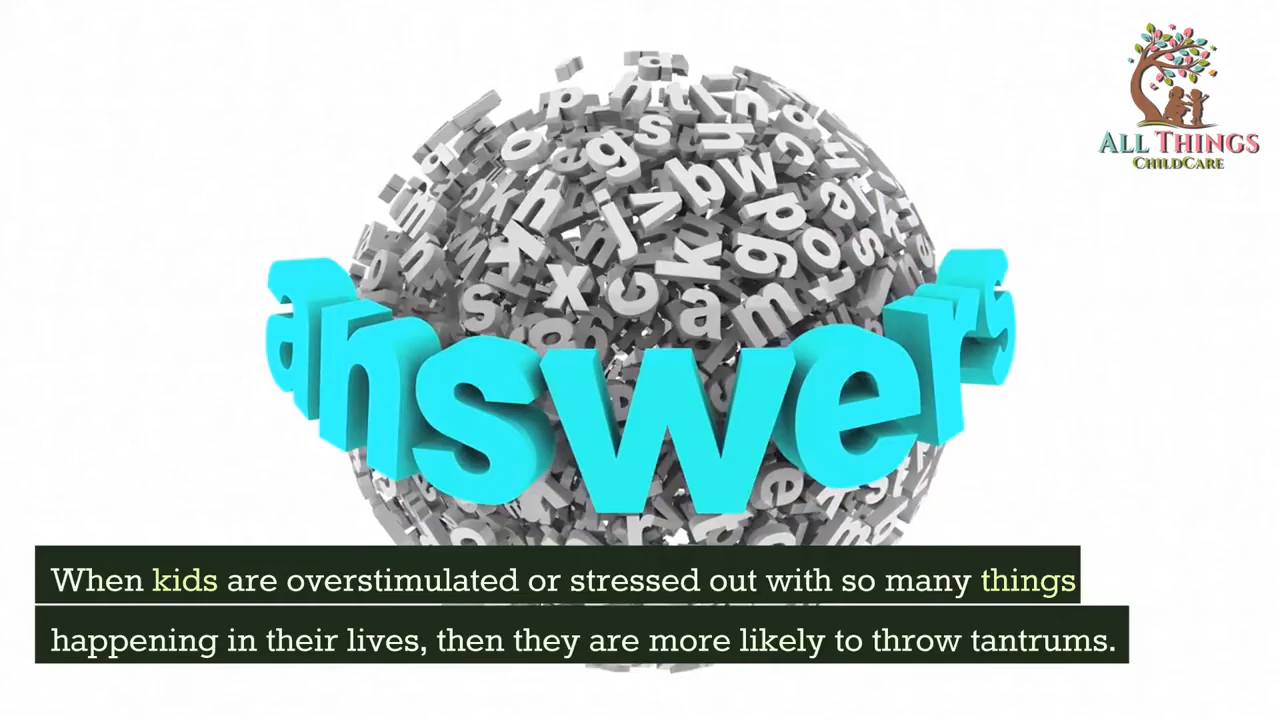 ALL THINGS
CHILDCARE
answers
When kids are overstimulated or stressed out with so many things
happening in their lives, then they are more likely to throw tantrums.